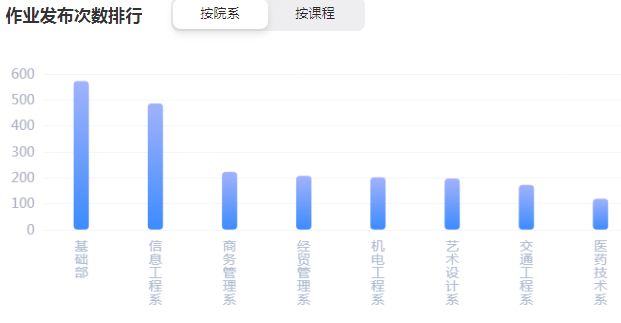 作业发布次数排行
按院系
按课程
600
500
400
300
200
100
0
基础部
信息工程系
商务管理系
经贸管理系
机电工程系
艺术设计系
交通工程系
医药技术系